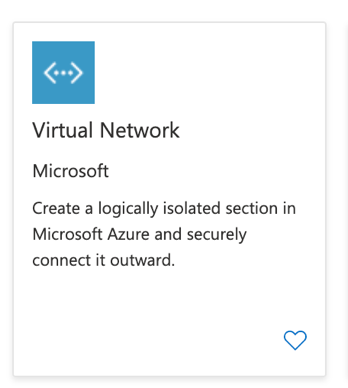 Virtual Network
Microsoft
Create a logically isolated section in
Microsoft Azure and securely
connect it outward.